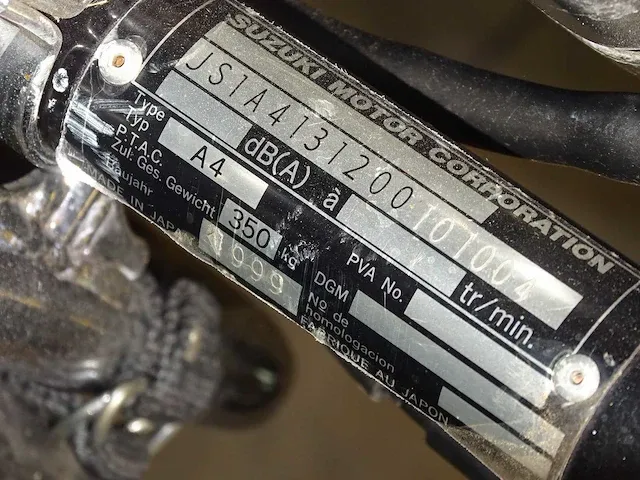 SUZUKI MOTOR CORPORATION
JS1A4131200101004
Type
Typ
A4
dB(A) à
tr/min.
P.T.A.C.
Zul. Ges. Gewicht
350 kg
PVA No.
Baujahr
1999
DGM
No de
homologacion
MADE IN JAPAN
FABRIQUE AU JAPON